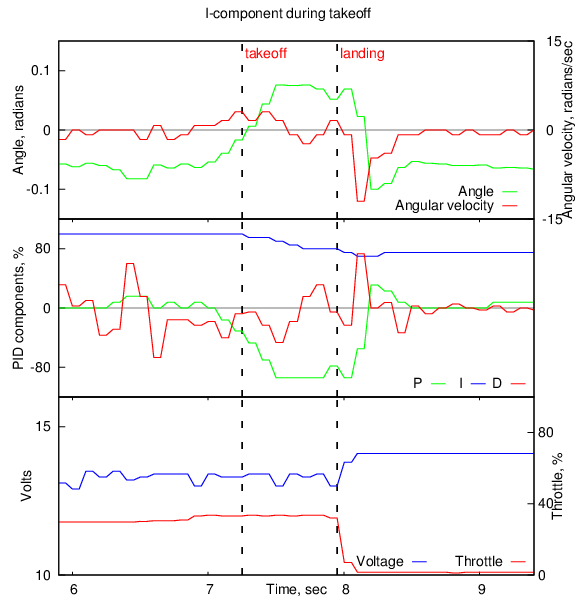 I-component during takeoff
15
takeoff
landing
0.1
Angle, radians
0
0
Angular velocity, radians/sec
-0.1
Angle
Angular velocity
-15
80
PID components, %
0
-80
P I D
15
80
Volts
40
Throttle, %
Voltage Throttle
10
0
6 7 Time, sec 8 9